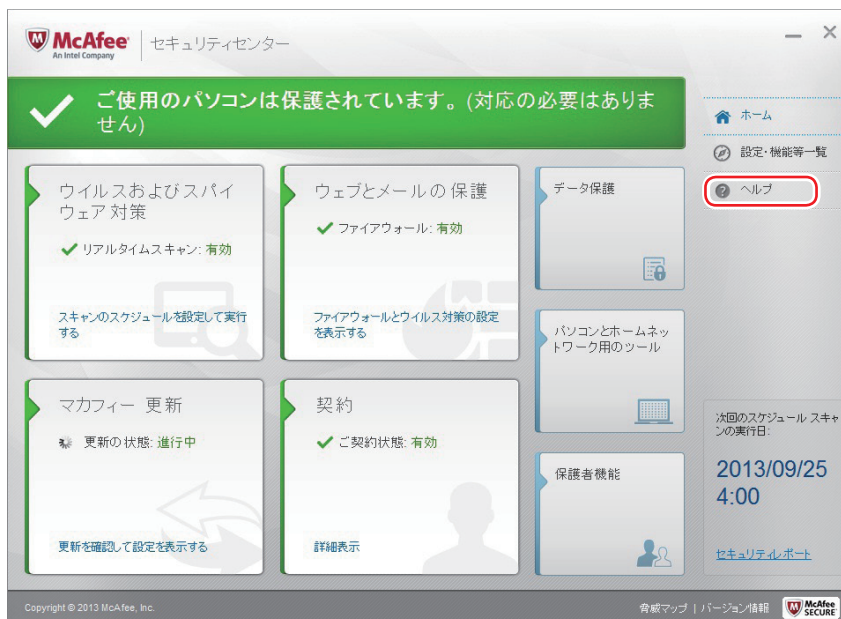 McAfee
An Intel Company
セキュリティセンター
ご使用のパソコンは保護されています。(対応の必要はありま
せん)
ホーム
設定・機能等一覧
ヘルプ
ウイルスおよびスパイ
ウェア対策
リアルタイムスキャン: 有効
スキャンのスケジュールを設定して実行
する
ウェブとメールの保護
ファイアウォール: 有効
ファイアウォールとウイルス対策の設定
を表示する
データ保護
パソコンとホームネッ
トワーク用のツール
マカフィー 更新
更新の状態: 進行中
更新を確認して設定を表示する
契約
ご契約状態: 有効
詳細表示
保護者機能
次回のスケジュール スキャ
ンの実行日:
2013/09/25
4:00
セキュリティレポート
Copyright © 2013 McAfee, Inc.
脅威マップ | バージョン情報
McAfee
SECURE